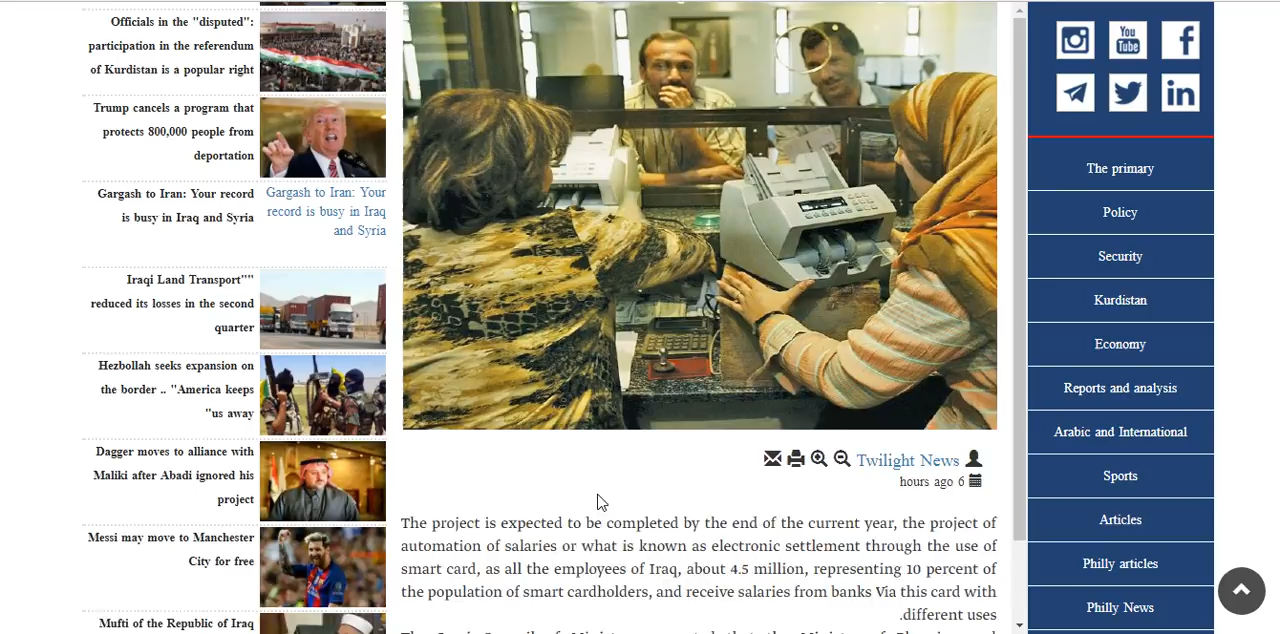 Officials in the "disputed":
participation in the referendum
of Kurdistan is a popular right
Trump cancels a program that
protects 800,000 people from
deportation
Gargash to Iran: Your record
is busy in Iraq and Syria
Gargash to Iran: Your
record is busy in Iraq
and Syria
Iraqi Land Transport""
reduced its losses in the second
quarter
Hezbollah seeks expansion on
the border .. "America keeps
"us away
Dagger moves to alliance with
Maliki after Abadi ignored his
project
Messi may move to Manchester
City for free
Mufti of the Republic of Iraq
Twilight News
hours ago 6
The project is expected to be completed by the end of the current year, the project of
automation of salaries or what is known as electronic settlement through the use of
smart card, as all the employees of Iraq, about 4.5 million, representing 10 percent of
the population of smart cardholders, and receive salaries from banks Via this card with
.different uses
You
Tube
The primary
Policy
Security
Kurdistan
Economy
Reports and analysis
Arabic and International
Sports
Articles
Philly articles
Philly News